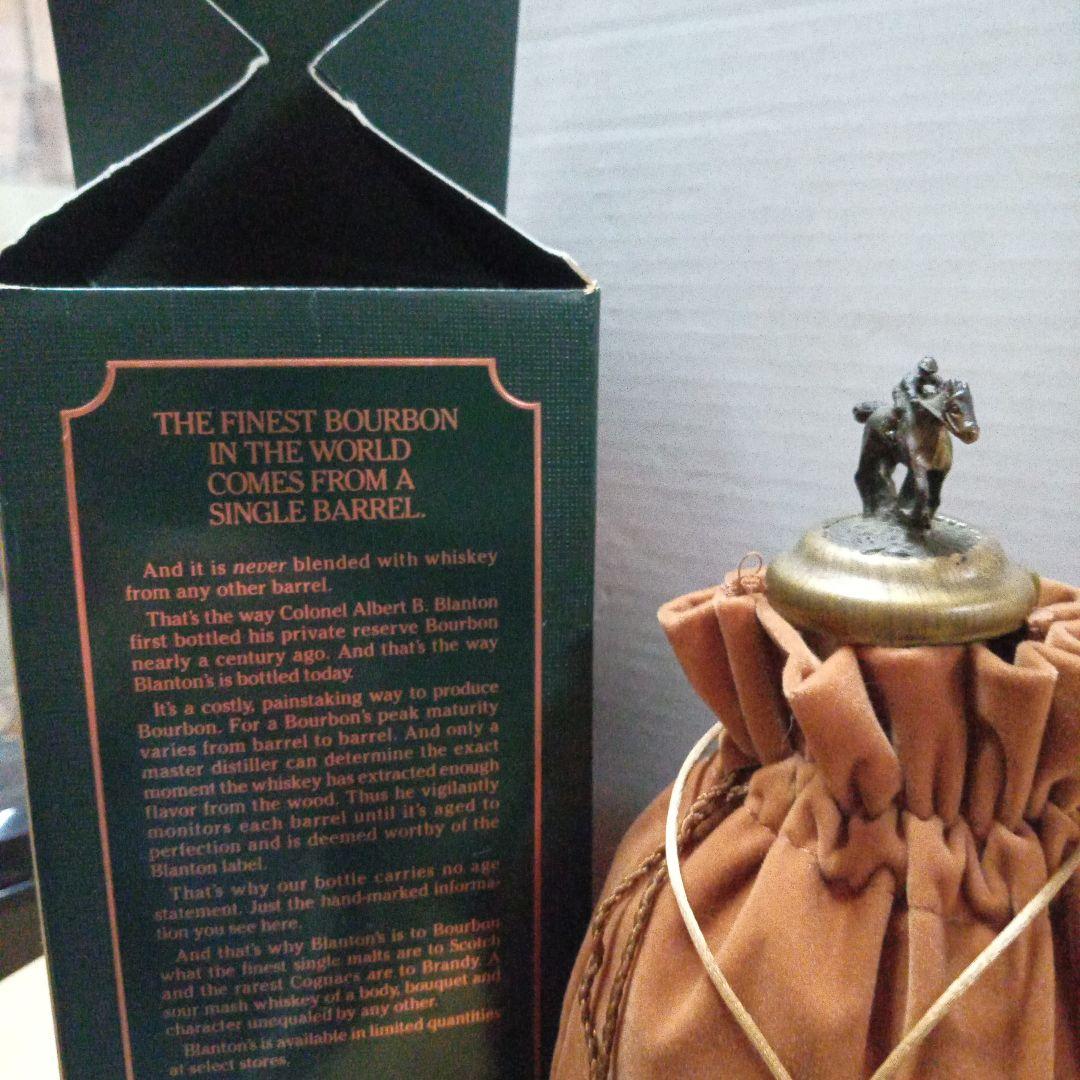 THE FINEST BOURBON
IN THE WORLD
COMES FROM A
SINGLE BARREL.
And it is never blended with whiskey
from any other barrel.
That's the way Colonel Albert B. Blanton
first bottled his private reserve Bourbon
nearly a century ago. And that's the way
Blanton's is bottled today.
It's a costly, painstaking way to produce
Bourbon. For a Bourbon's peak maturity
varies from barrel to barrel. And only a
master distiller can determine the exact
moment the whiskey has extracted enough
flavor from the wood. Thus he vigilantly
monitors each barrel until it's aged to
perfection and is deemed worthy of the
Blanton label.
That's why our bottle carries no age
statement. Just the hand-marked informa-
tion you see here.
And that's why Blanton's is to Bourbon
what the finest single malts are to Scotch
and the rarest Cognacs are to Brandy. A
sour mash whiskey of a body, bouquet and
character unequaled by any other.
Blanton's is available in limited quantities
at select stores.